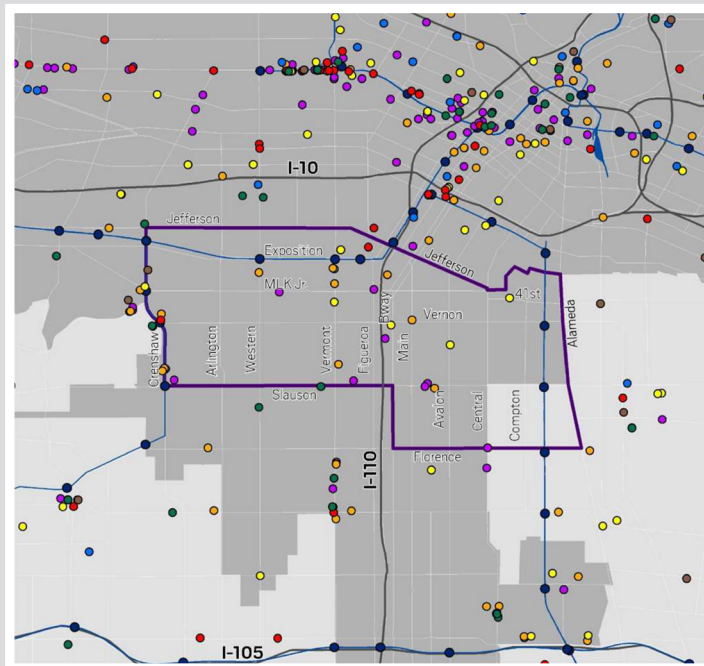 I-10
Jefferson
Exposition
Jefferson
MLK Jr.
41st
Vernon
Crenshaw
Arlington
Western
Vermont
Figueroa
Bway
Main
Alameda
Slauson
Avalon
Central
Compton
Florence
I-110
I-105